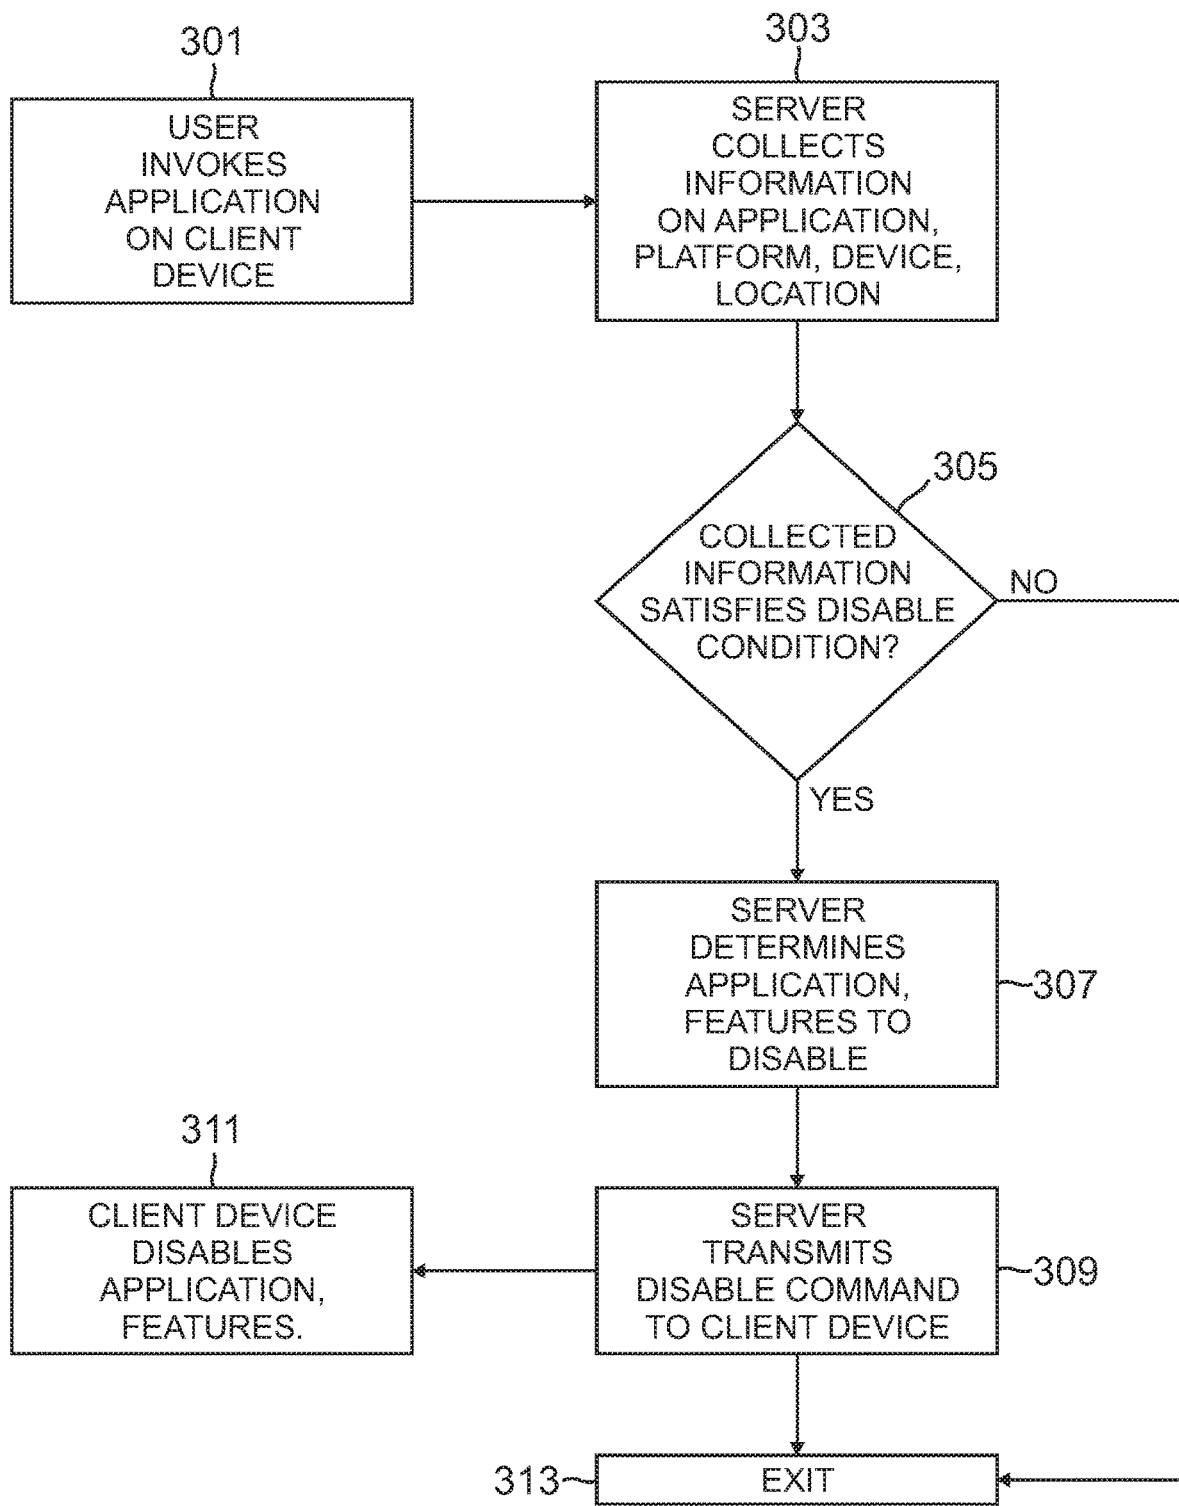 301
USER
INVOKES
APPLICATION
ON CLIENT
DEVICE
303
SERVER
COLLECTS
INFORMATION
ON APPLICATION,
PLATFORM, DEVICE,
LOCATION
305
COLLECTED
INFORMATION
SATISFIES DISABLE
CONDITION?
NO
YES
SERVER
DETERMINES
APPLICATION,
FEATURES TO
DISABLE
307
311
CLIENT DEVICE
DISABLES
APPLICATION,
FEATURES.
SERVER
TRANSMITS
DISABLE COMMAND
TO CLIENT DEVICE
309
313
EXIT